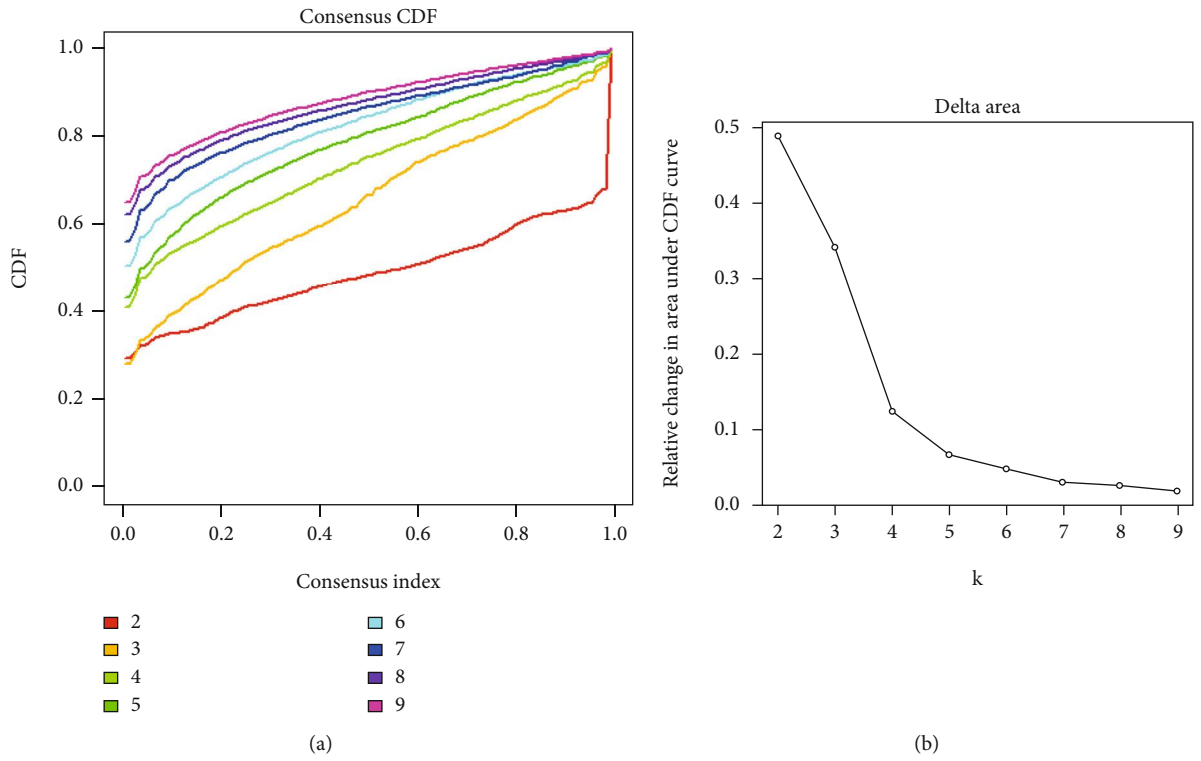 Consensus CDF
1.0
0.8
0.6
0.4
0.2
0.0
CDF
0.0 0.2 0.4 0.6 0.8 1.0
Consensus index
2 6
3 7
4 8
5 9
(a)
Delta area
0.5
0.4
0.3
0.2
0.1
0.0
Relative change in area under CDF curve
2 3 4 5 6 7 8 9
k
(b)